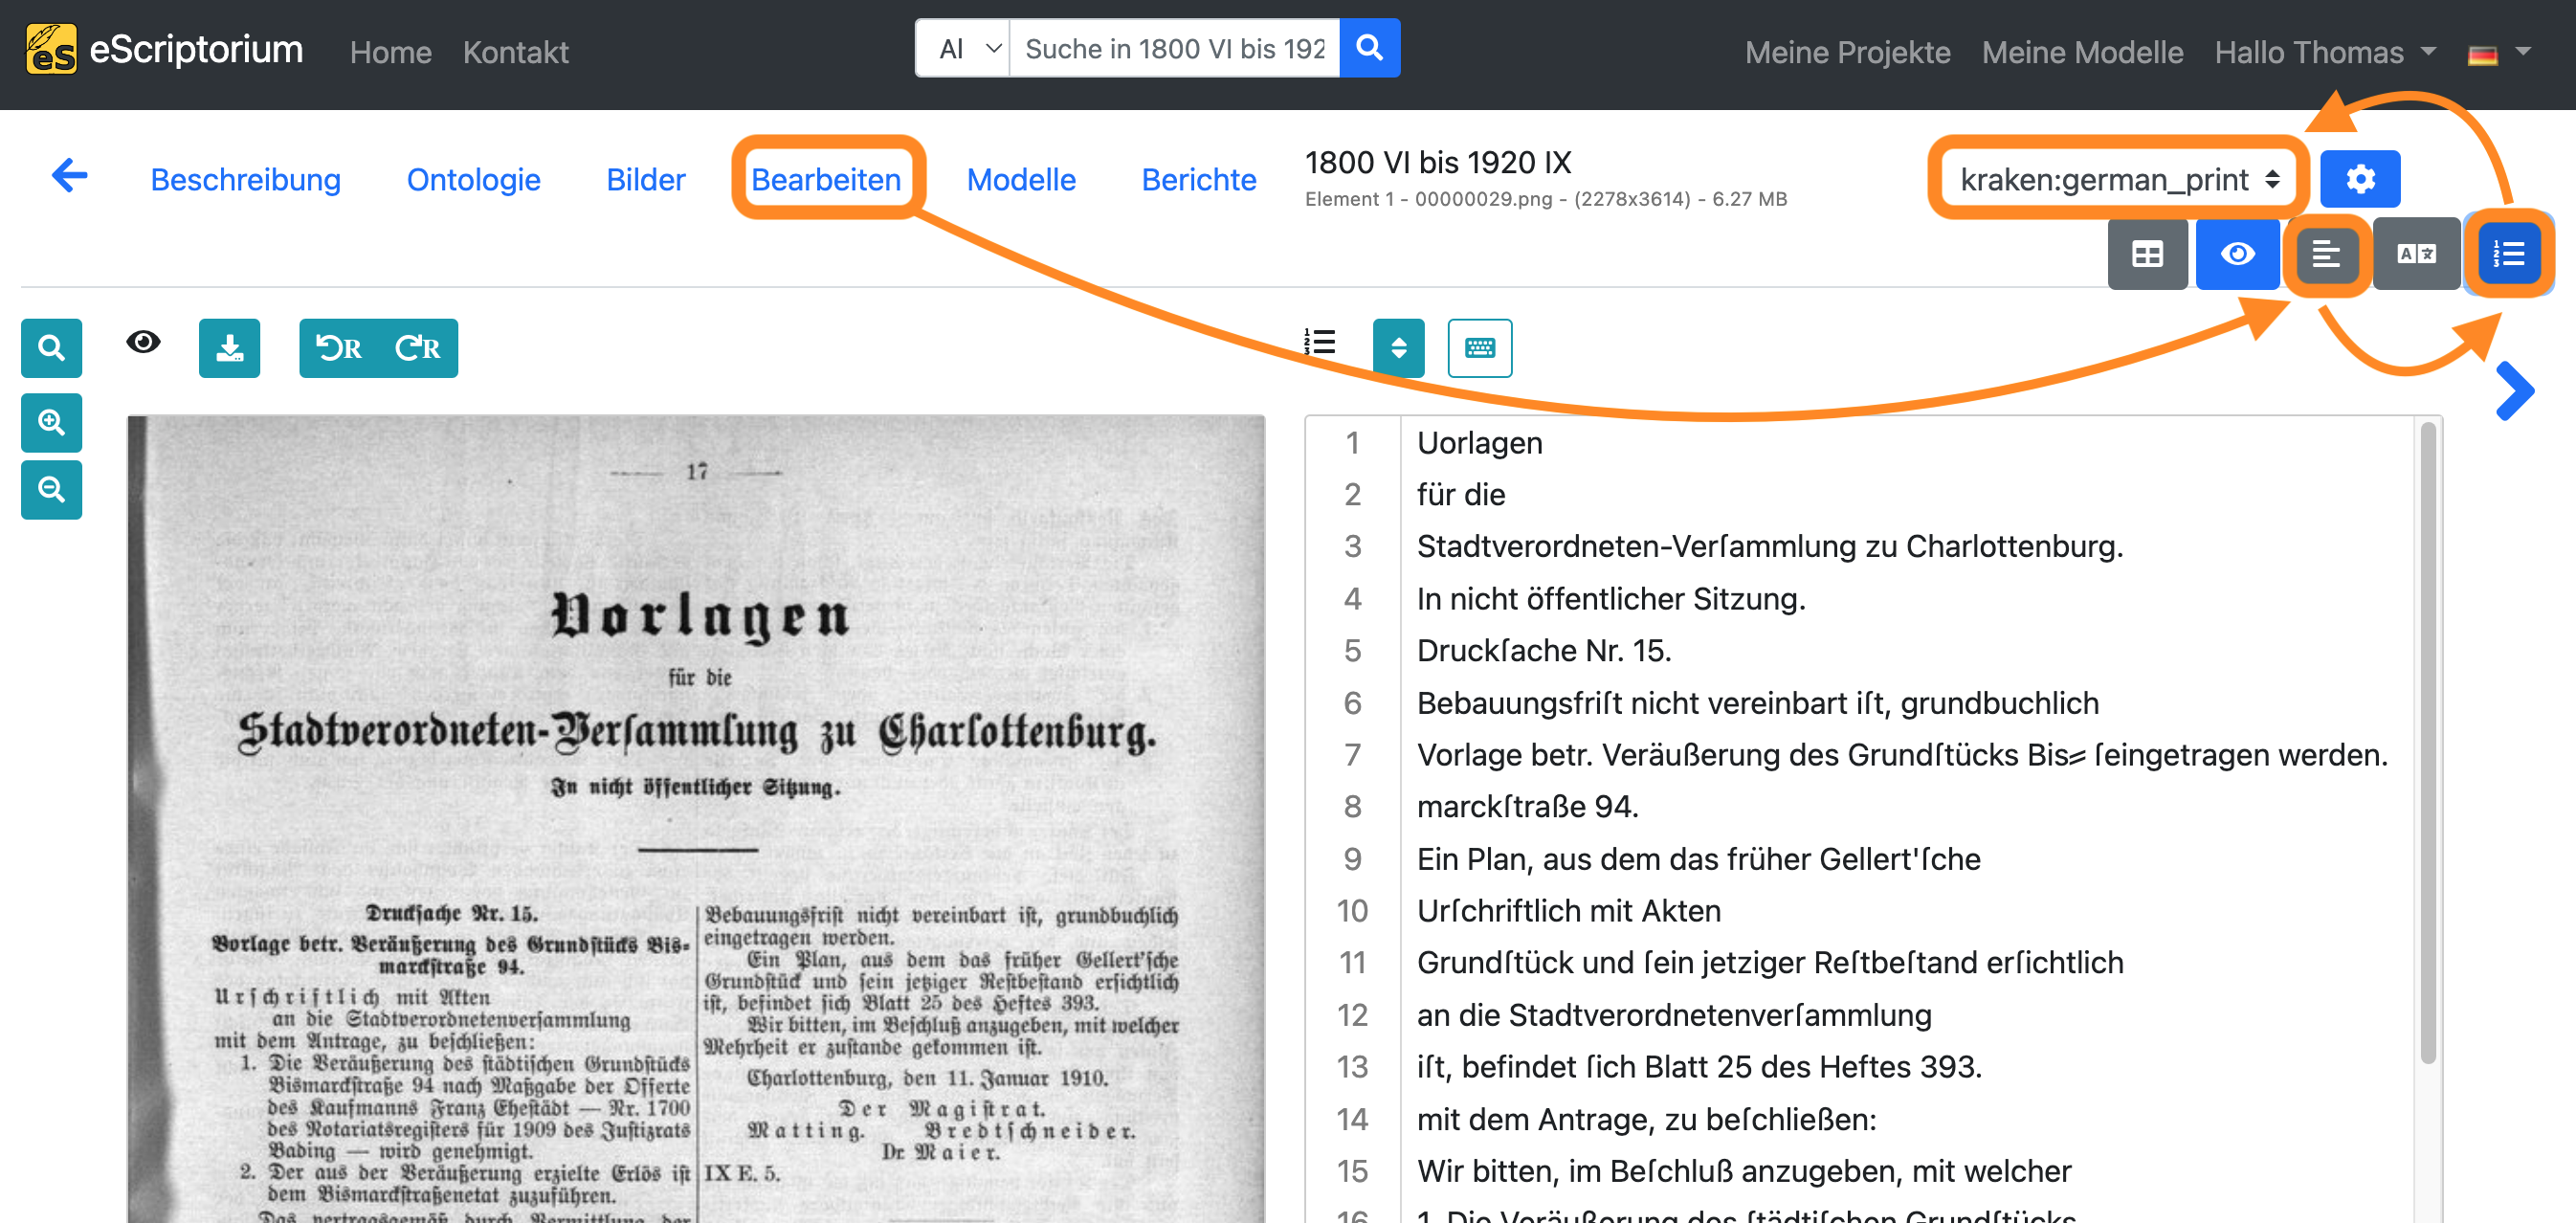 eScriptorium
Home
Kontakt
Al
Suche in 1800 VI bis 192
Meine Projekte
Meine Modelle
Hallo Thomas
Beschreibung
Ontologie
Bilder
Bearbeiten
Modelle
Berichte
1800 VI bis 1920 IX
Element 1 - 00000029.png - (2278x3614) - 6.27 MB
kraken:german_print
17
Vorlagen
für die
Stadtverordneten-Verſammlung zu Charlottenburg.
In nicht öffentlicher Sitzung.
Druckſache Nr. 15.
Vorlage betr. Veräußerung des Grundſtücks Bis-
marckſtraße 94.
Urſchriftlich mit Akten
an die Stadtverordnetenverſammlung
mit dem Antrage, zu beſchließen:
1. Die Veräußerung des ſtädtiſchen Grundſtücks
Bismarckſtraße 94 nach Maßgabe der Offerte
des Kaufmanns Franz Eheſtädt — Nr. 1700
des Notariatsregiſters für 1909 des Juſtizrats
Babing — wird genehmigt.
2. Der aus der Veräußerung erzielte Erlös iſt
dem Bismarckſtraßenetat zuzuführen.
Das vertragsgemäß durch Vermittlung der
Bebauungsfriſt nicht vereinbart iſt, grundbuchlich
eingetragen werden.
Ein Plan, aus dem das früher Gellert'ſche
Grundſtück und ſein jetziger Reſtbeſtand erſichtlich
iſt, befindet ſich Blatt 25 des Heftes 393.
Wir bitten, im Beſchluß anzugeben, mit welcher
Mehrheit er zuſtande gekommen iſt.
Charlottenburg, den 11. Januar 1910.
Der Magiſtrat.
Matting. Bredtſchneider.
Dr. Maier.
IX E. 5.
1 Uorlagen
2 für die
3 Stadtverordneten-Verſammlung zu Charlottenburg.
4 In nicht öffentlicher Sitzung.
5 Druckſache Nr. 15.
6 Bebauungsfriſt nicht vereinbart iſt, grundbuchlich
7 Vorlage betr. Veräußerung des Grundſtücks Bis⸗ ſeingetragen werden.
8 marckſtraße 94.
9 Ein Plan, aus dem das früher Gellert'ſche
10 Urſchriftlich mit Akten
11 Grundſtück und ſein jetziger Reſtbeſtand erſichtlich
12 an die Stadtverordnetenverſammlung
13 iſt, befindet ſich Blatt 25 des Heftes 393.
14 mit dem Antrage, zu beſchließen:
15 Wir bitten, im Beſchluß anzugeben, mit welcher
16 1. Die Veräußerung des ſtädtiſchen Grundſtücks